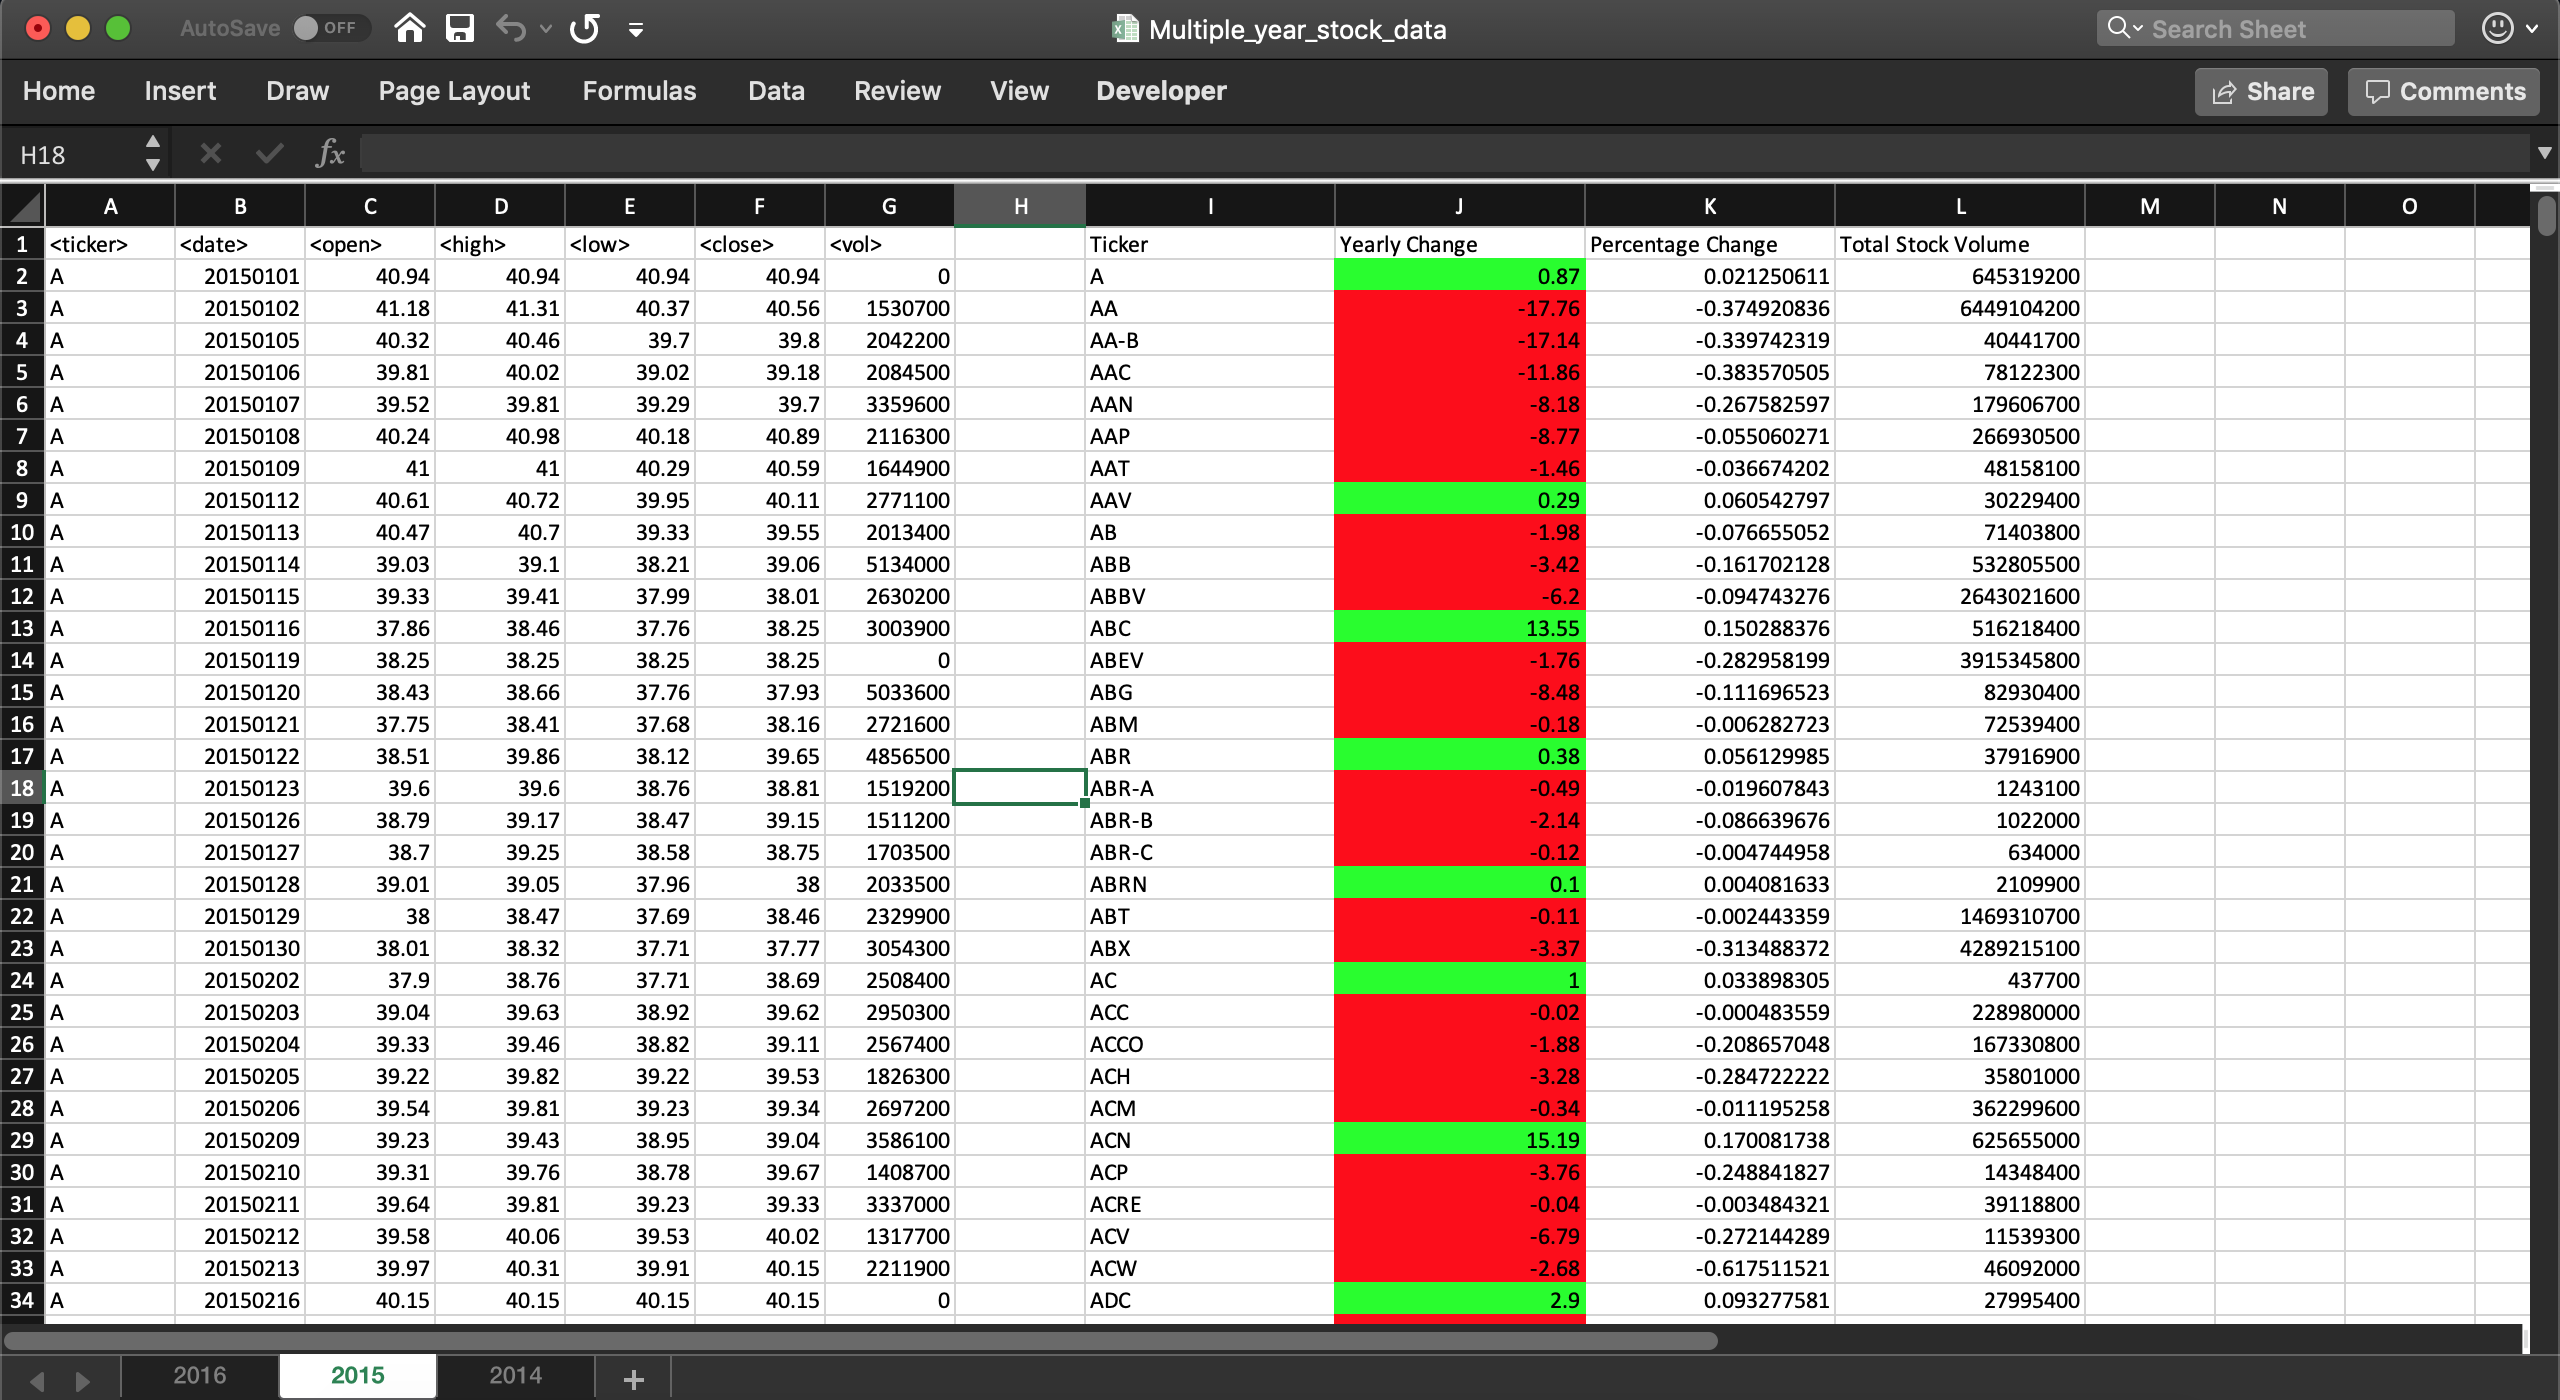 AutoSave OFF Multiple_year_stock_data Search Sheet
Home Insert Draw Page Layout Formulas Data Review View Developer Share Comments
H18 fx
A B C D E F G H I J K L M N O
1 <ticker> <date> <open> <high> <low> <close> <vol> Ticker Yearly Change Percentage Change Total Stock Volume
2 A 20150101 40.94 40.94 40.94 40.94 0 A 0.87 0.021250611 645319200
3 A 20150102 41.18 41.31 40.37 40.56 1530700 AA -17.76 -0.374920836 6449104200
4 A 20150105 40.32 40.46 39.7 39.8 2042200 AA-B -17.14 -0.339742319 40441700
5 A 20150106 39.81 40.02 39.02 39.18 2084500 AAC -11.86 -0.383570505 78122300
6 A 20150107 39.52 39.81 39.29 39.7 3359600 AAN -8.18 -0.267582597 179606700
7 A 20150108 40.24 40.98 40.18 40.89 2116300 AAP -8.77 -0.055060271 266930500
8 A 20150109 41 41 40.29 40.59 1644900 AAT -1.46 -0.036674202 48158100
9 A 20150112 40.61 40.72 39.95 40.11 2771100 AAV 0.29 0.060542797 30229400
10 A 20150113 40.47 40.7 39.33 39.55 2013400 AB -1.98 -0.076655052 71403800
11 A 20150114 39.03 39.1 38.21 39.06 5134000 ABB -3.42 -0.161702128 532805500
12 A 20150115 39.33 39.41 37.99 38.01 2630200 ABBV -6.2 -0.094743276 2643021600
13 A 20150116 37.86 38.46 37.76 38.25 3003900 ABC 13.55 0.150288376 516218400
14 A 20150119 38.25 38.25 38.25 38.25 0 ABEV -1.76 -0.282958199 3915345800
15 A 20150120 38.43 38.66 37.76 37.93 5033600 ABG -8.48 -0.111696523 82930400
16 A 20150121 37.75 38.41 37.68 38.16 2721600 ABM -0.18 -0.006282723 72539400
17 A 20150122 38.51 39.86 38.12 39.65 4856500 ABR 0.38 0.056129985 37916900
18 A 20150123 39.6 39.6 38.76 38.81 1519200 ABR-A -0.49 -0.019607843 1243100
19 A 20150126 38.79 39.17 38.47 39.15 1511200 ABR-B -2.14 -0.086639676 1022000
20 A 20150127 38.7 39.25 38.58 38.75 1703500 ABR-C -0.12 -0.004744958 634000
21 A 20150128 39.01 39.05 37.96 38 2033500 ABRN 0.1 0.004081633 2109900
22 A 20150129 38 38.47 37.69 38.46 2329900 ABT -0.11 -0.002443359 1469310700
23 A 20150130 38.01 38.32 37.71 37.77 3054300 ABX -3.37 -0.313488372 4289215100
24 A 20150202 37.9 38.76 37.71 38.69 2508400 AC 1 0.033898305 437700
25 A 20150203 39.04 39.63 38.92 39.62 2950300 ACC -0.02 -0.000483559 228980000
26 A 20150204 39.33 39.46 38.82 39.11 2567400 ACCO -1.88 -0.208657048 167330800
27 A 20150205 39.22 39.82 39.22 39.53 1826300 ACH -3.28 -0.284722222 35801000
28 A 20150206 39.54 39.81 39.23 39.34 2697200 ACM -0.34 -0.011195258 362299600
29 A 20150209 39.23 39.43 38.95 39.04 3586100 ACN 15.19 0.170081738 625655000
30 A 20150210 39.31 39.76 38.78 39.67 1408700 ACP -3.76 -0.248841827 14348400
31 A 20150211 39.64 39.81 39.23 39.33 3337000 ACRE -0.04 -0.003484321 39118800
32 A 20150212 39.58 40.06 39.53 40.02 1317700 ACV -6.79 -0.272144289 11539300
33 A 20150213 39.97 40.31 39.91 40.15 2211900 ACW -2.68 -0.617511521 46092000
34 A 20150216 40.15 40.15 40.15 40.15 0 ADC 2.9 0.093277581 27995400
2016 2015 2014 +